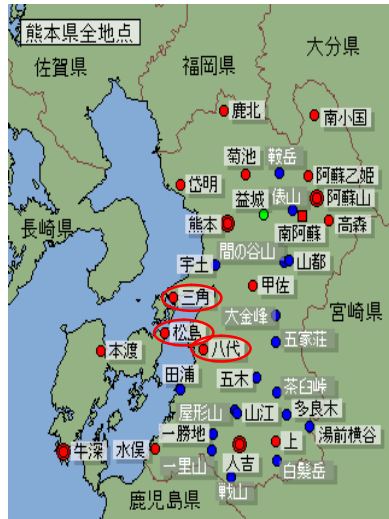 熊本県全地点
大分県
佐賀県
福岡県
鹿北
南小国
菊池
鞍岳
岱明
阿蘇乙姫
俵山
阿蘇山
益城
長崎県
熊本
南阿蘇
高森
間の谷山
宇土
山都
甲佐
三角
宮崎県
大金峰
松島
八代
五家荘
本渡
田浦
五木
茶臼峠
屋形山
山江
多良木
一勝地
湯前横谷
牛深
水俣
人吉
上
一里山
白髪岳
戦山
鹿児島県